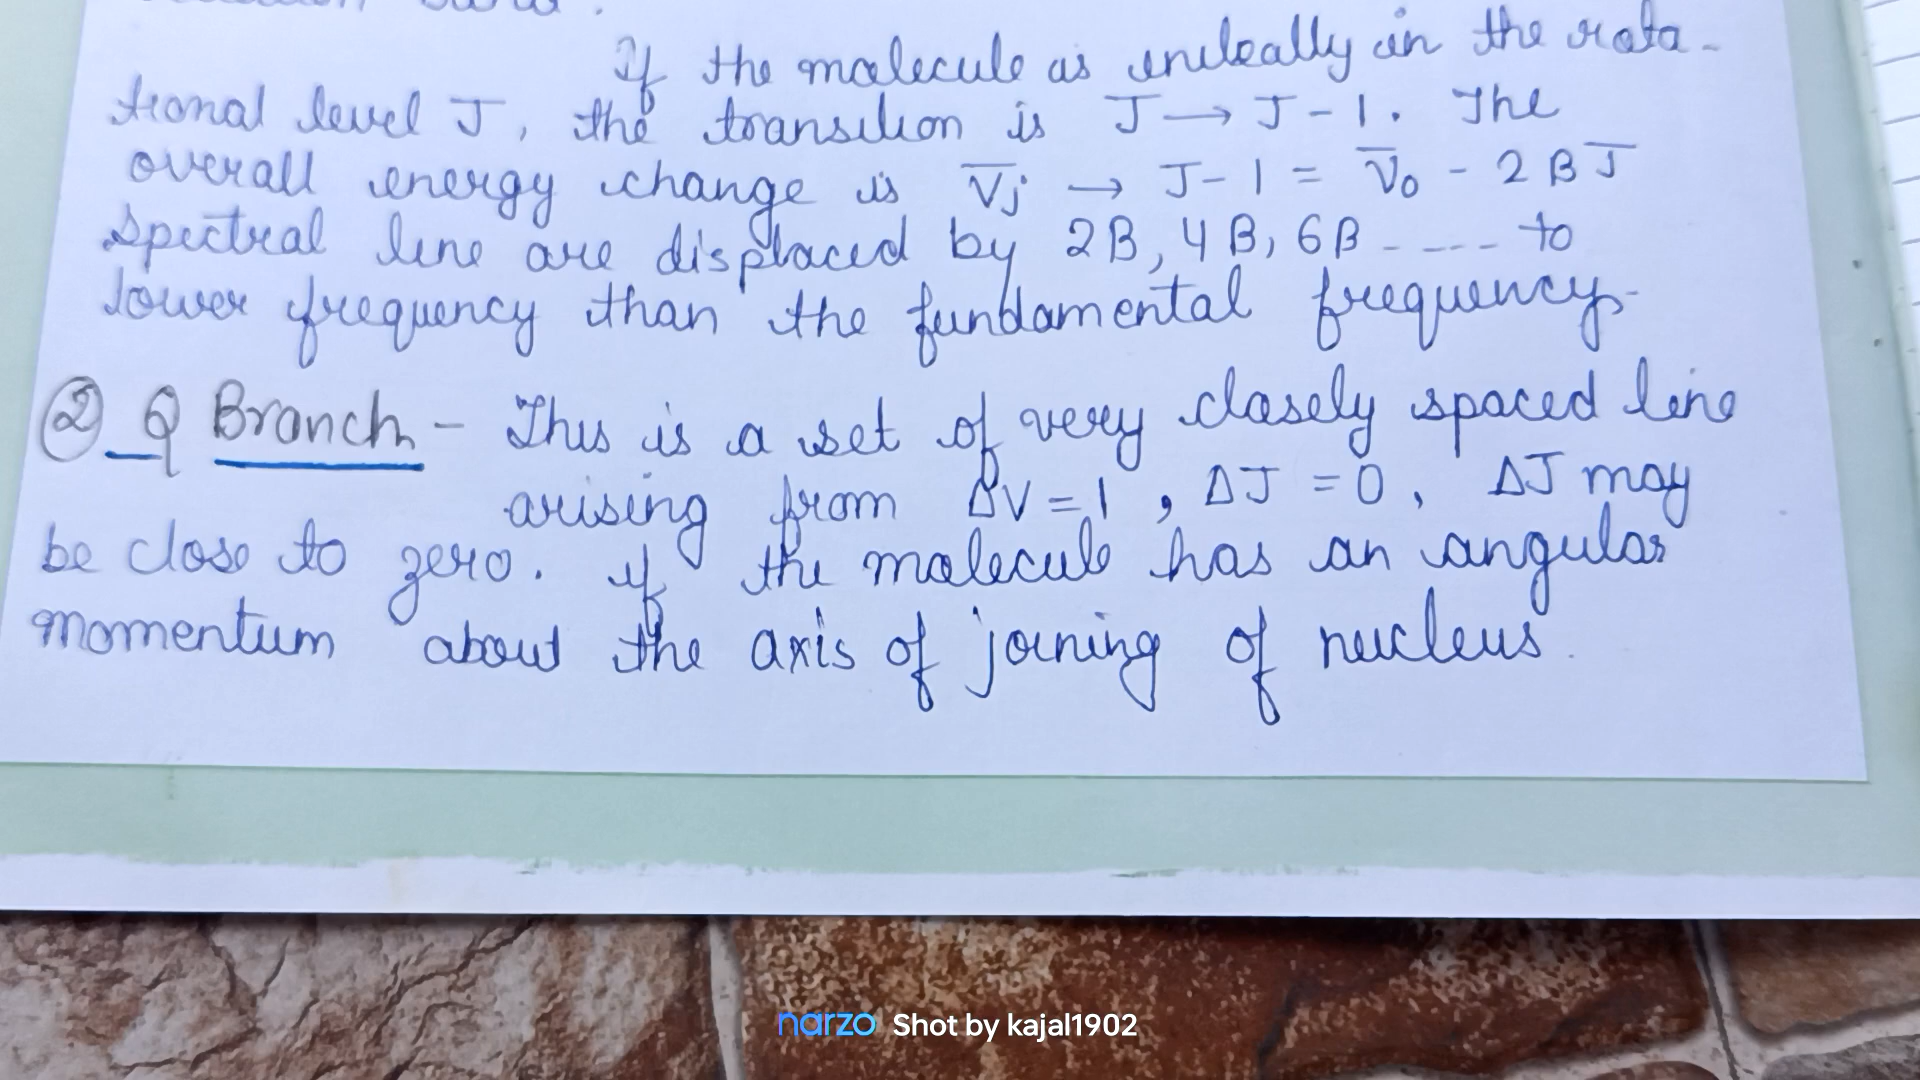 If the molecule is initially in the rota-
tional level J, the transition is J → J - 1. The
overall energy change is V̅j → J - 1 = V̅o - 2BJ̅
spectral line are displaced by 2B, 4B, 6B - - - - to
lower frequency than the fundamental frequency.
② Q Branch - This is a set of very closely spaced line
arising from ΔV = 1, ΔJ = 0, ΔJ may
be close to zero. if the molecule has an angular
momentum about the axis of joining of nucleus.
narzo Shot by kajal1902